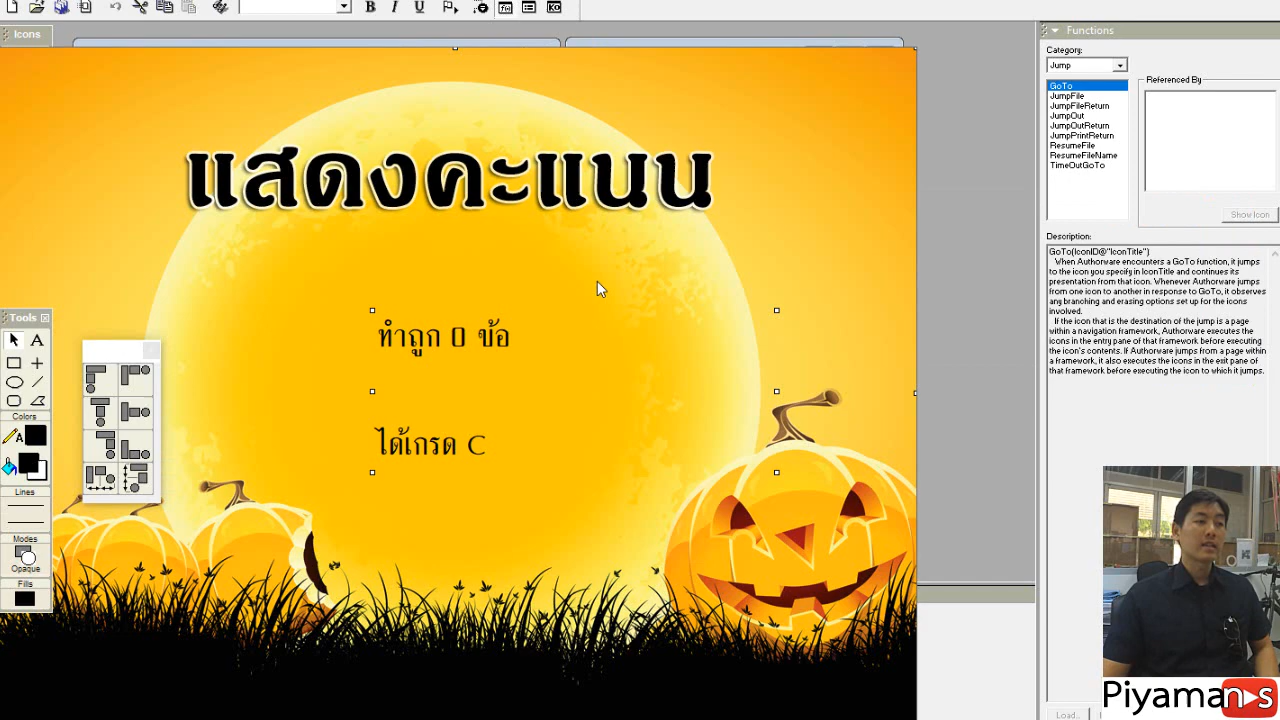 B I U
Icons
Functions
Category:
Jump
Referenced By
GoTo
JumpFile
JumpFileReturn
JumpOut
JumpOutReturn
JumpPrintReturn
ResumeFile
ResumeFileName
TimeOutGoTo
Show Icon
Description:
GoTo(IconID@"IconTitle")
When Authorware encounters a GoTo function, it jumps
to the icon you specify in IconTitle and continues its
presentation from that icon. Whenever Authorware jumps
from one icon to another in response to GoTo, it observes
any branching and erasing options set up for the icons
involved.
If the icon that is the destination of the jump is a page
within a navigation framework, Authorware executes the
icons in the entry pane of that framework before executing
the icon's contents. If Authorware jumps from a page within
a framework, it also executes the icons in the exit pane of
that framework before executing the icon to which it jumps.
Load...
แสดงคะแนน
ทำถูก 0 ข้อ
ได้เกรด C
Tools
A
Colors
A
Lines
Modes
Opaque
Fills
Piyamans